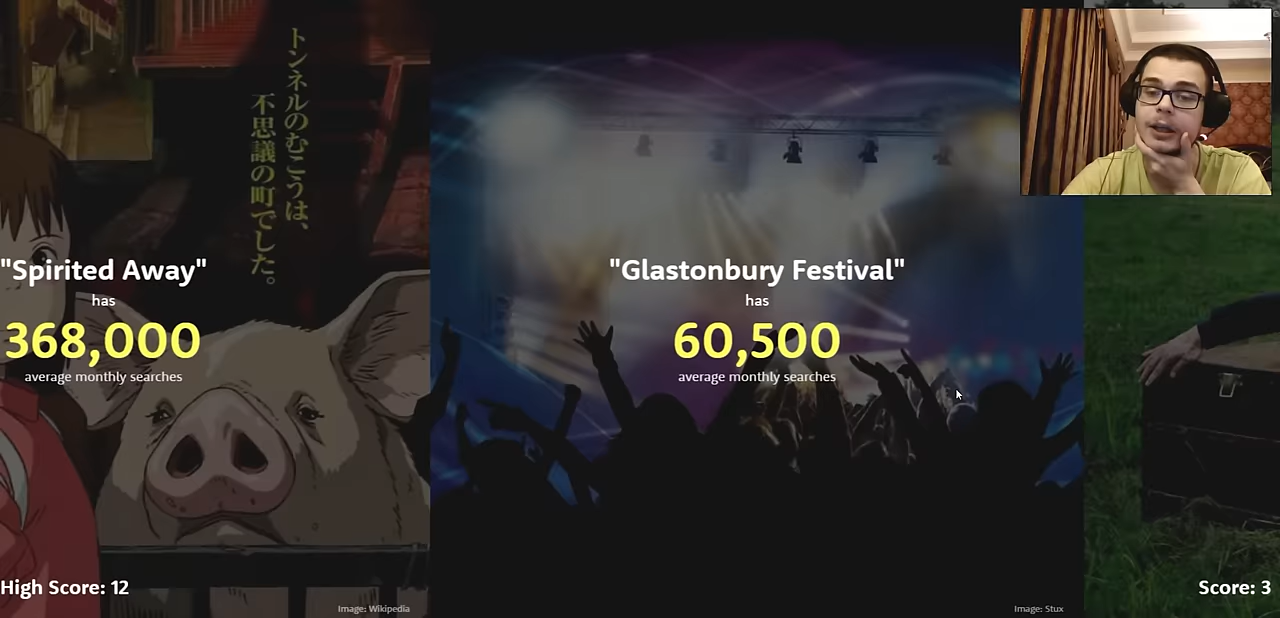 トンネルのむこうは、
不思議の町でした。
"Spirited Away"
has
368,000
average monthly searches
"Glastonbury Festival"
has
60,500
average monthly searches
High Score: 12
Image: Wikipedia
Image: Stux
Score: 3